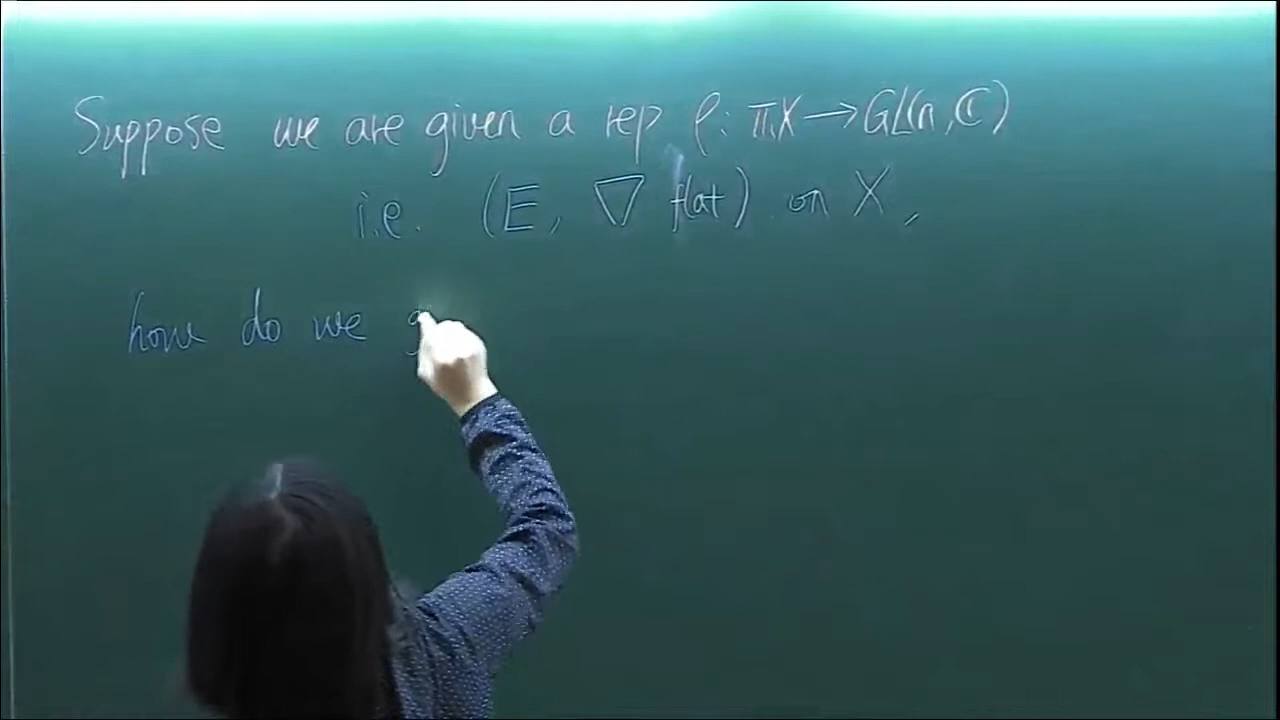 Suppose we are given a rep ρ: π₁X → GL(n, ℂ)
i.e. (E, ∇ flat) on X,
how do we g